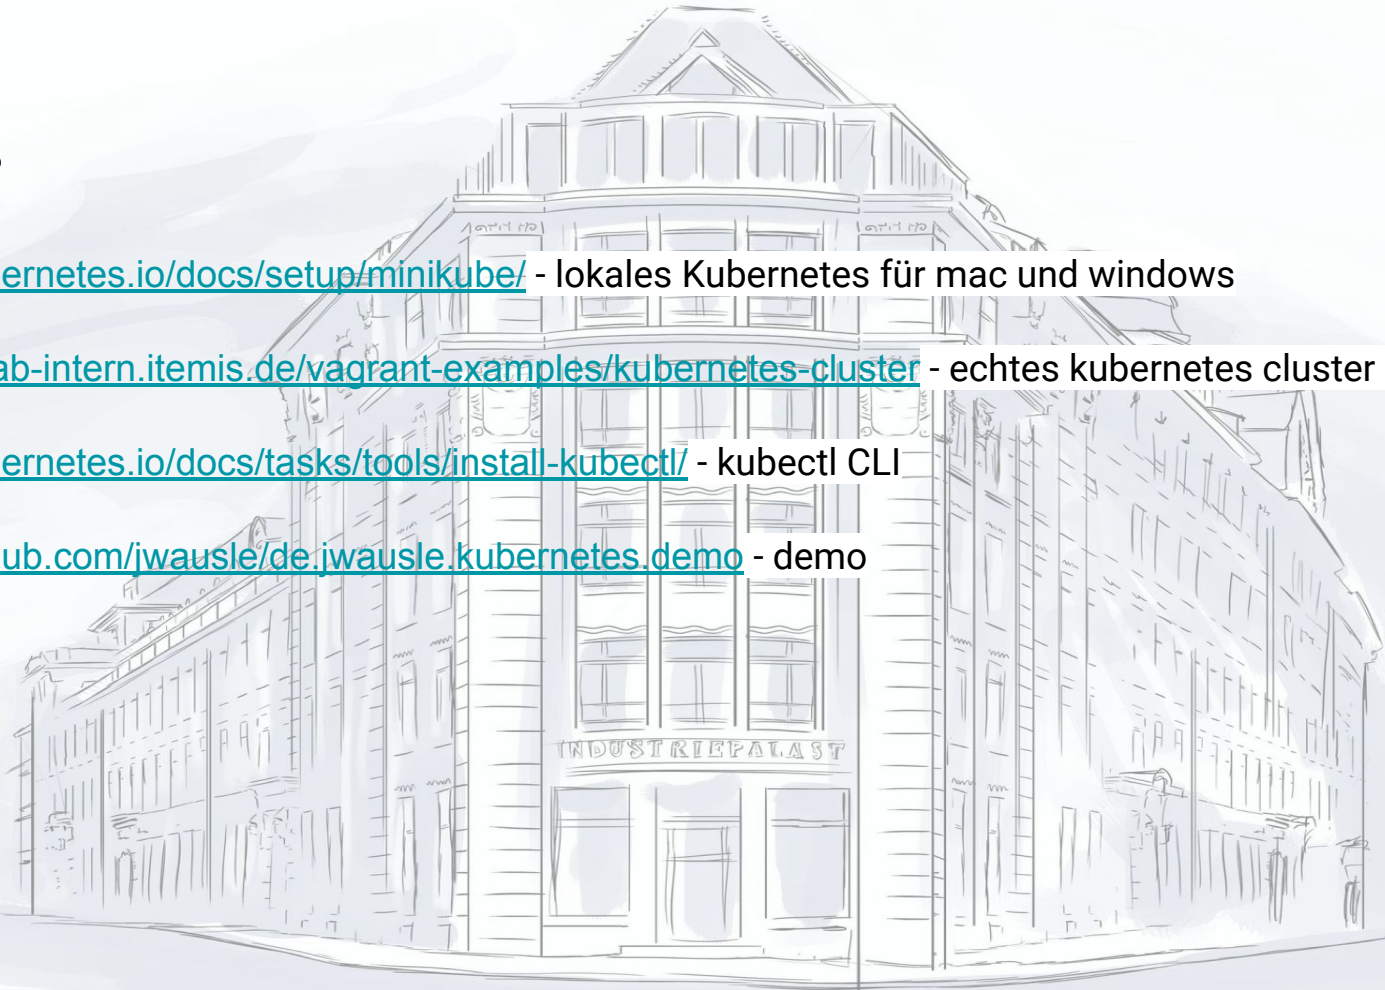 ernetes.io/docs/setup/minikube/ - lokales Kubernetes für mac und windows
ab-intern.itemis.de/vagrant-examples/kubernetes-cluster - echtes kubernetes cluster
ernetes.io/docs/tasks/tools/install-kubectl/ - kubectl CLI
ub.com/jwausle/de.jwausle.kubernetes.demo - demo
INDUSTRIEPALAST